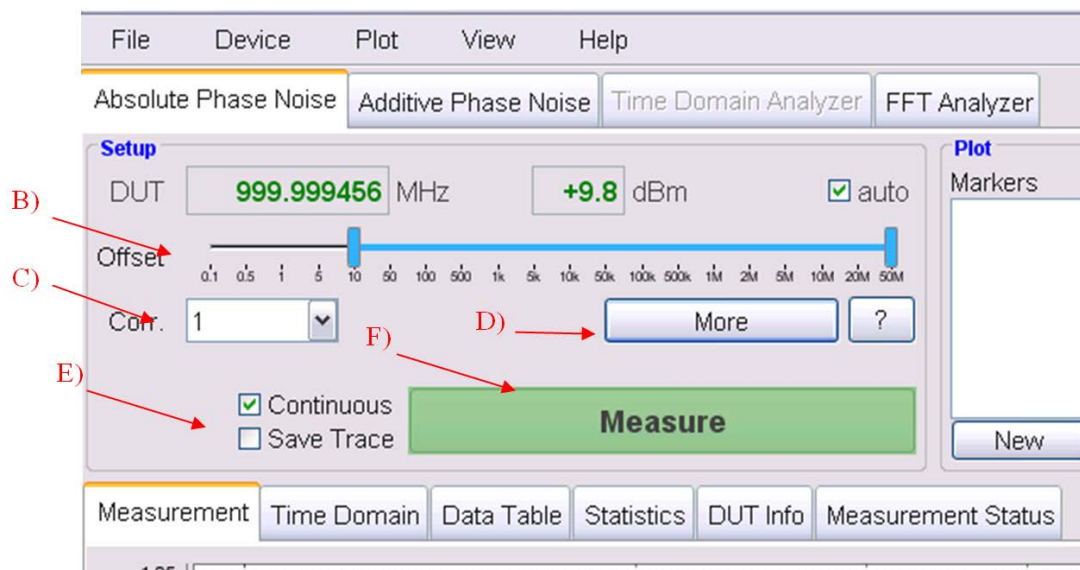 File Device Plot View Help
Absolute Phase Noise Additive Phase Noise Time Domain Analyzer FFT Analyzer
Setup
DUT 999.999456 MHz +9.8 dBm auto
B)
Offset
0.1 0.5 1 5 10 50 100 500 1k 5k 10k 50k 100k 500k 1M 2M 5M 10M 20M 50M
C)
Corr. 1
D)
More ?
F)
E)
Continuous
Save Trace
Measure
Plot
Markers
New
Measurement Time Domain Data Table Statistics DUT Info Measurement Status